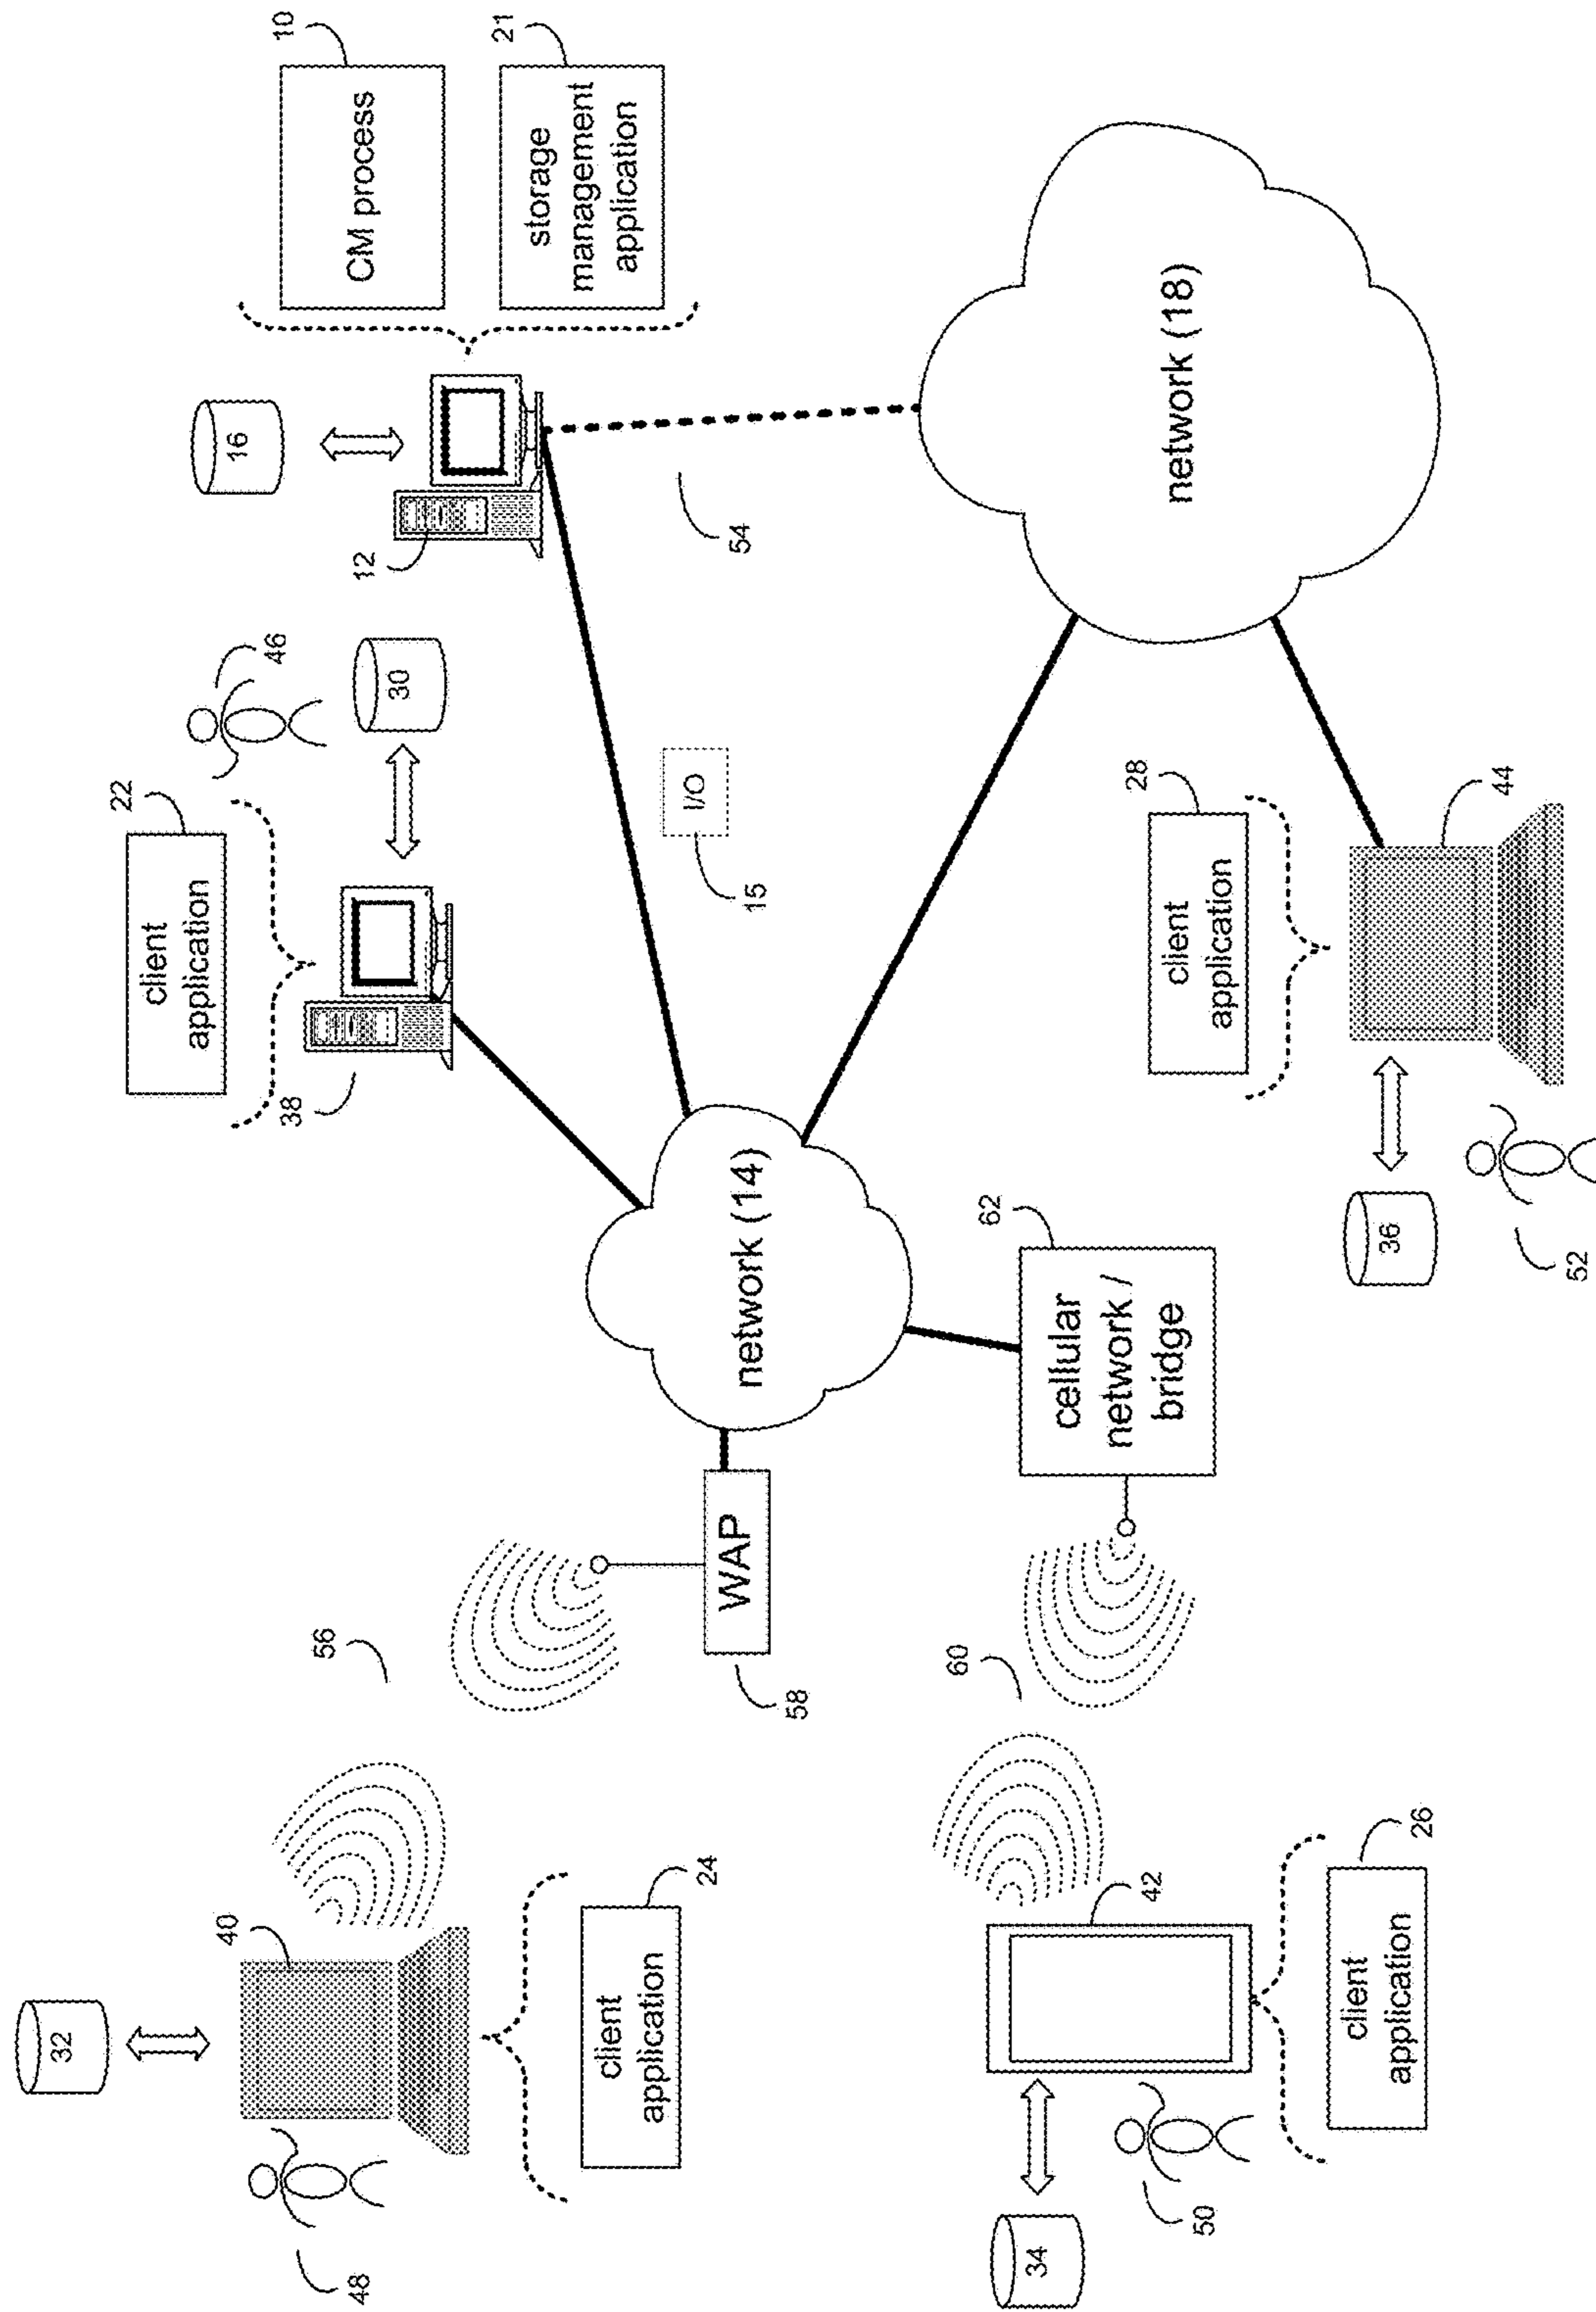 32
22
client
application
40
16
46
10
38
56
48
CM process
12
30
21
storage
management
application
client
application
24
I/O
WAP
54
network (14)
15
58
60
62
34
cellular
network /
bridge
28
42
network (18)
client
application
50
client
application
36
26
44
52